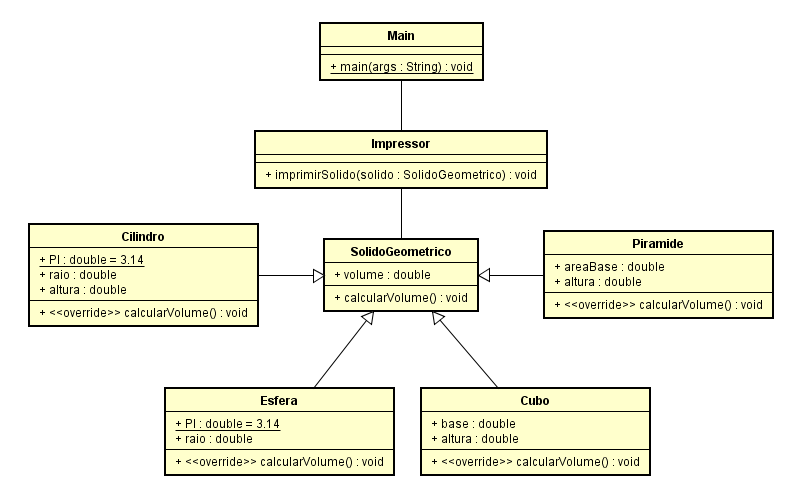 Main
+ main(args : String) : void
Impressor
+ imprimirSolido(solido : SolidoGeometrico) : void
Cilindro
+ PI : double = 3.14
+ raio : double
+ altura : double
+ <<override>> calcularVolume() : void
SolidoGeometrico
+ volume : double
+ calcularVolume() : void
Piramide
+ areaBase : double
+ altura : double
+ <<override>> calcularVolume() : void
Esfera
+ PI : double = 3.14
+ raio : double
+ <<override>> calcularVolume() : void
Cubo
+ base : double
+ altura : double
+ <<override>> calcularVolume() : void